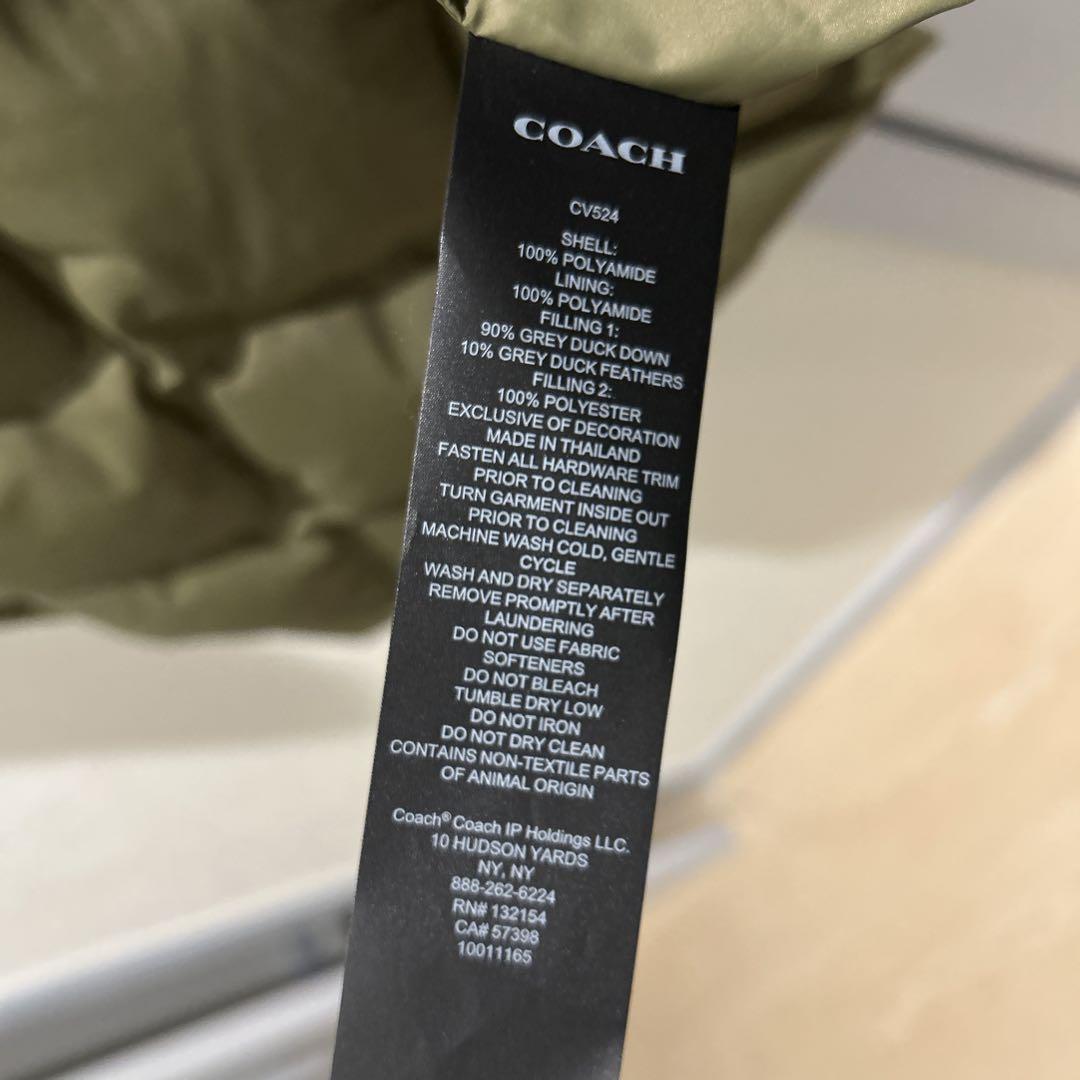 COACH
CV524
SHELL:
100% POLYAMIDE
LINING:
100% POLYAMIDE
FILLING 1:
90% GREY DUCK DOWN
10% GREY DUCK FEATHERS
FILLING 2:
100% POLYESTER
EXCLUSIVE OF DECORATION
MADE IN THAILAND
FASTEN ALL HARDWARE TRIM
PRIOR TO CLEANING
TURN GARMENT INSIDE OUT
PRIOR TO CLEANING
MACHINE WASH COLD, GENTLE
CYCLE
WASH AND DRY SEPARATELY
REMOVE PROMPTLY AFTER
LAUNDERING
DO NOT USE FABRIC
SOFTENERS
DO NOT BLEACH
TUMBLE DRY LOW
DO NOT IRON
DO NOT DRY CLEAN
CONTAINS NON-TEXTILE PARTS
OF ANIMAL ORIGIN
Coach® Coach IP Holdings LLC.
10 HUDSON YARDS
NY, NY
888-262-6224
RN# 132154
CA# 57398
10011165